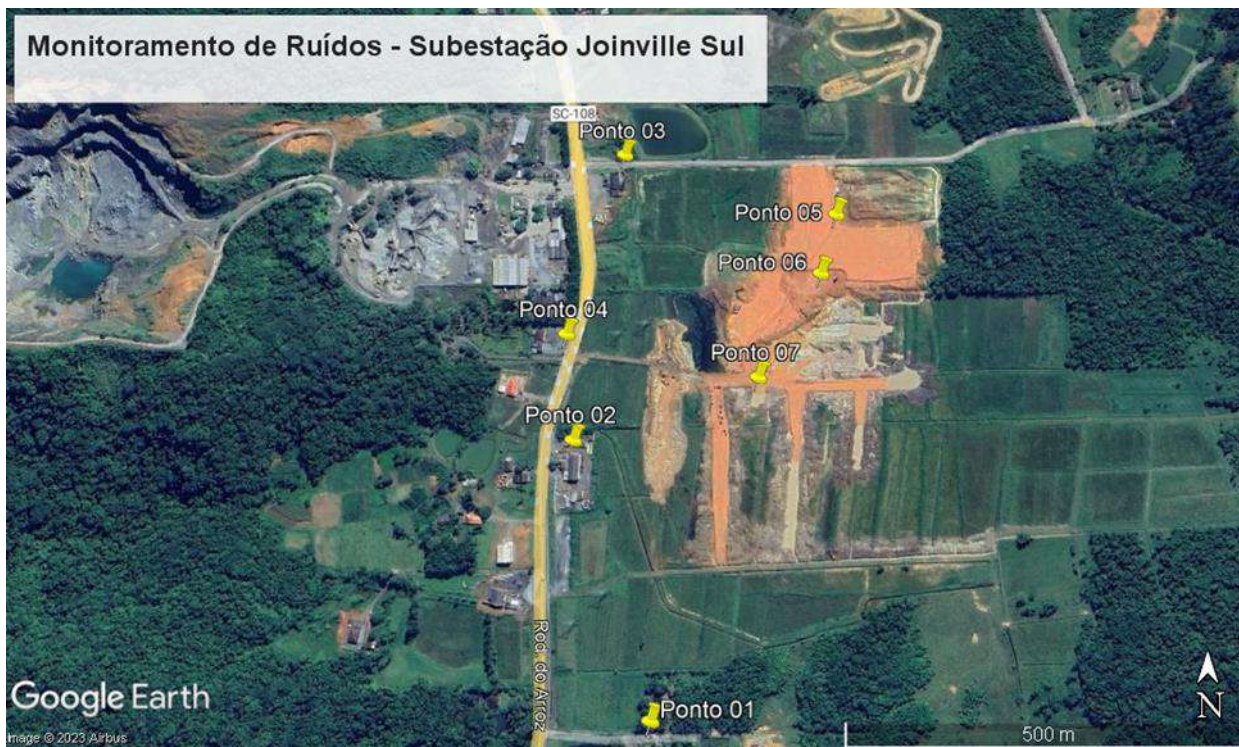 Monitoramento de Ruídos - Subestação Joinville Sul
SC-108
Ponto 03
Ponto 05
Ponto 06
Ponto 04
Ponto 07
Ponto 02
Rod. do Arroz
Ponto 01
Google Earth
Image © 2023 Airbus
500 m
N